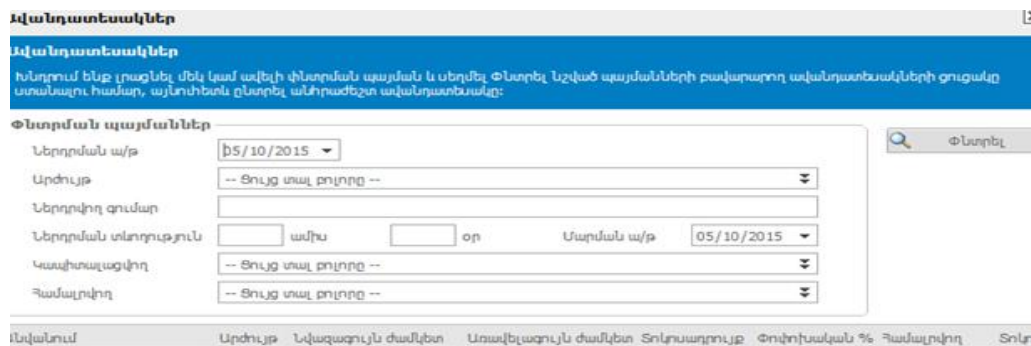 Ավանդատեսակներ
Ավանդատեսակներ
Խնդրում ենք լրացնել մեկ կամ ավելի փնտրման պայման և սեղմել Փնտրել նշված պայմանների բավարարող ավանդատեսակների ցուցակը
ստանալու համար, այնուհետև ընտրել անհրաժեշտ ավանդատեսակը:
Փնտրման պայմաններ
Փնտրել
Ներդրման ա/թ 05/10/2015
Արժույթ -- Ցույց տալ բոլորը --
Ներդրվող գումար
Ներդրման տևողություն ամիս օր Մարման ա/թ 05/10/2015
Կապիտալացվող -- Ցույց տալ բոլորը --
Համալրվող -- Ցույց տալ բոլորը --
Անվանում Արժույթ Նվազագույն ժամկետ Առավելագույն ժամկետ Տոկոսադրույք Փոփոխական % Համալրվող